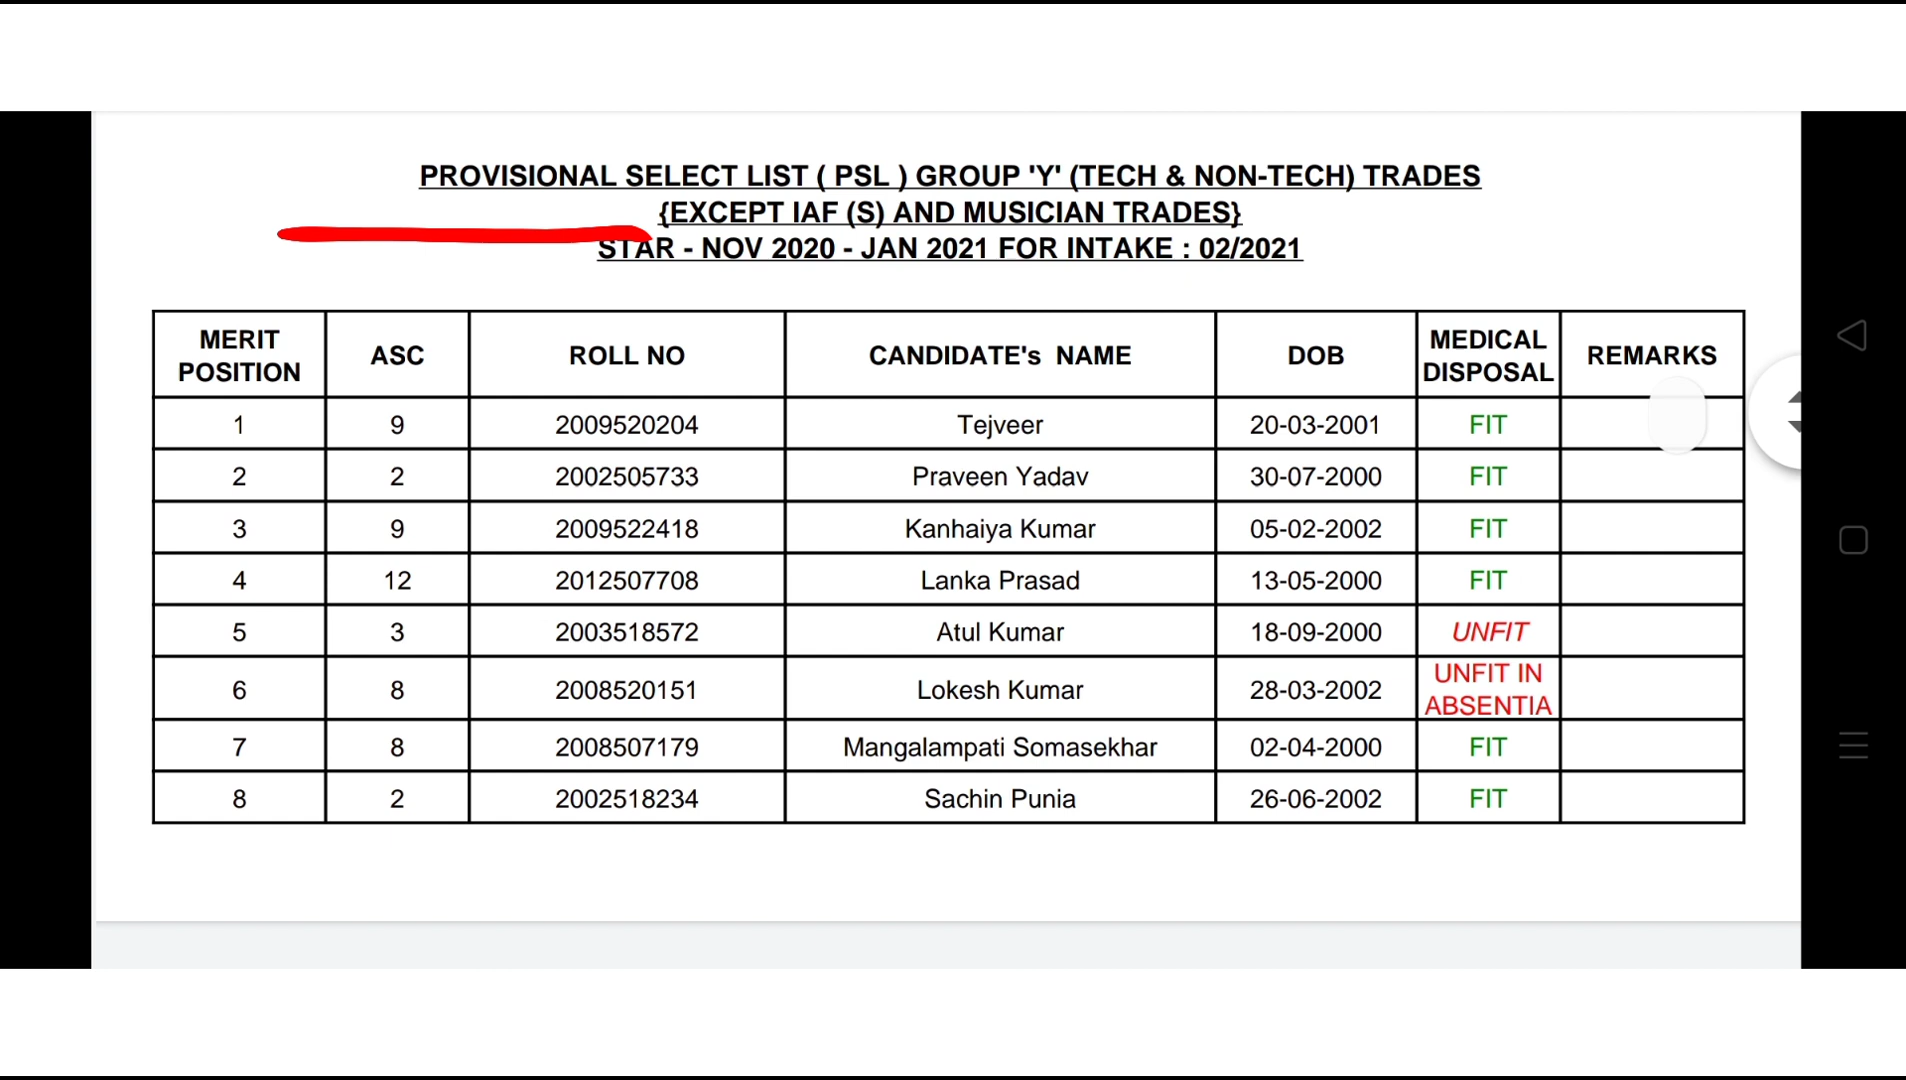 PROVISIONAL SELECT LIST ( PSL ) GROUP 'Y' (TECH & NON-TECH) TRADES
{EXCEPT IAF (S) AND MUSICIAN TRADES}
STAR - NOV 2020 - JAN 2021 FOR INTAKE : 02/2021
MERIT POSITION ASC ROLL NO CANDIDATE's NAME DOB MEDICAL DISPOSAL REMARKS
1 9 2009520204 Tejveer 20-03-2001 FIT
2 2 2002505733 Praveen Yadav 30-07-2000 FIT
3 9 2009522418 Kanhaiya Kumar 05-02-2002 FIT
4 12 2012507708 Lanka Prasad 13-05-2000 FIT
5 3 2003518572 Atul Kumar 18-09-2000 UNFIT
6 8 2008520151 Lokesh Kumar 28-03-2002 UNFIT IN ABSENTIA
7 8 2008507179 Mangalampati Somasekhar 02-04-2000 FIT
8 2 2002518234 Sachin Punia 26-06-2002 FIT